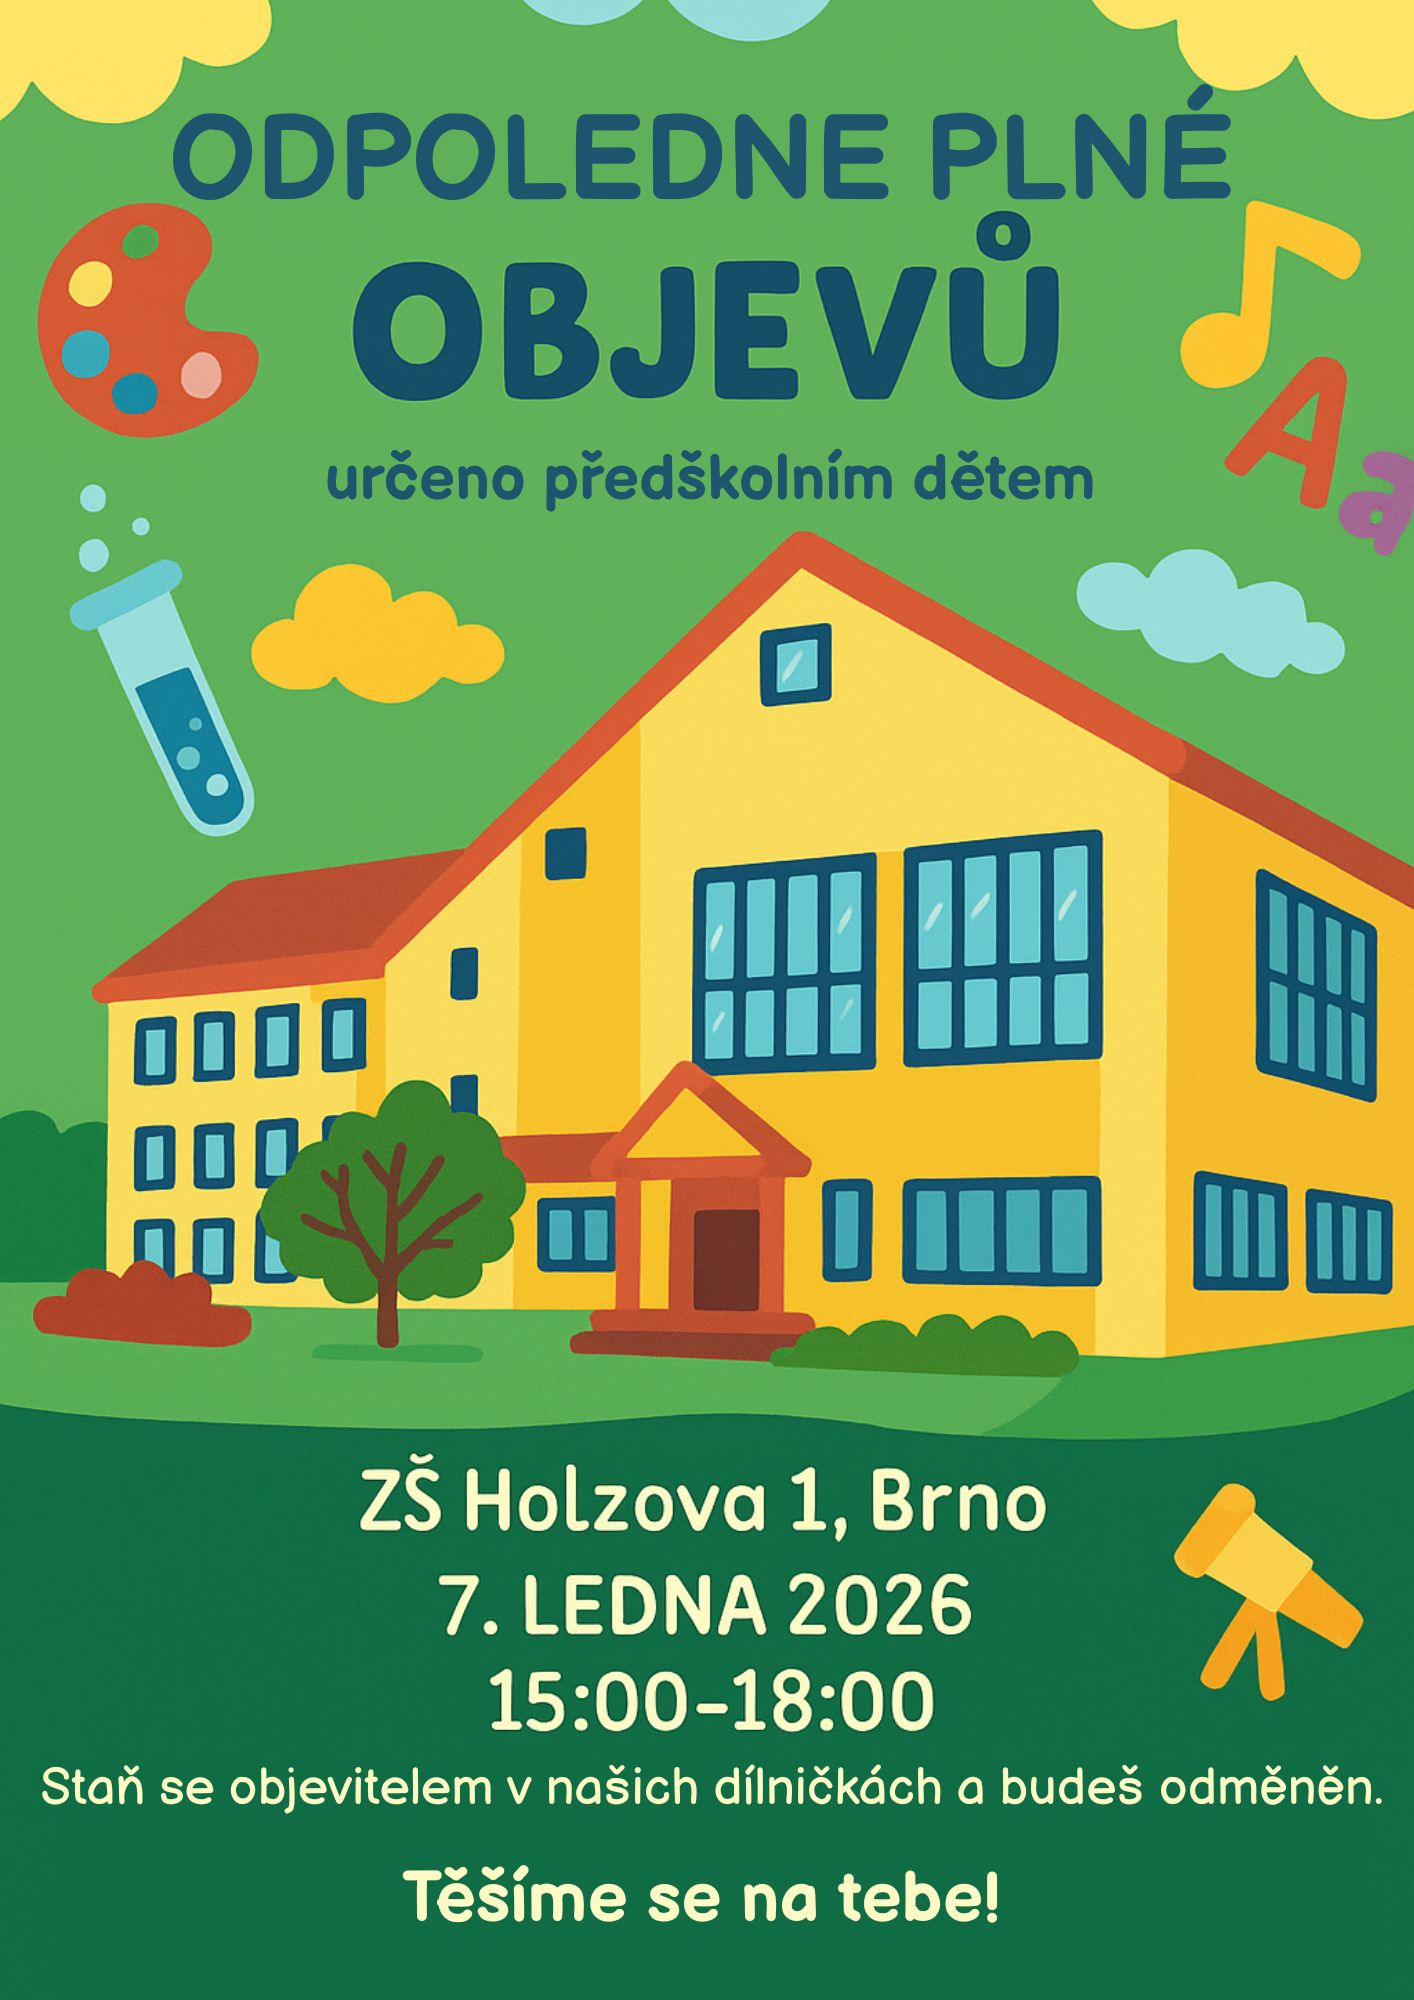 ODPOLEDNE PLNÉ
OBJEVŮ
určeno předškolním dětem
A
a
ZŠ Holzova 1, Brno
7. LEDNA 2026
15:00–18:00
Staň se objevitelem v našich dílničkách a budeš odměněn.
Těšíme se na tebe!